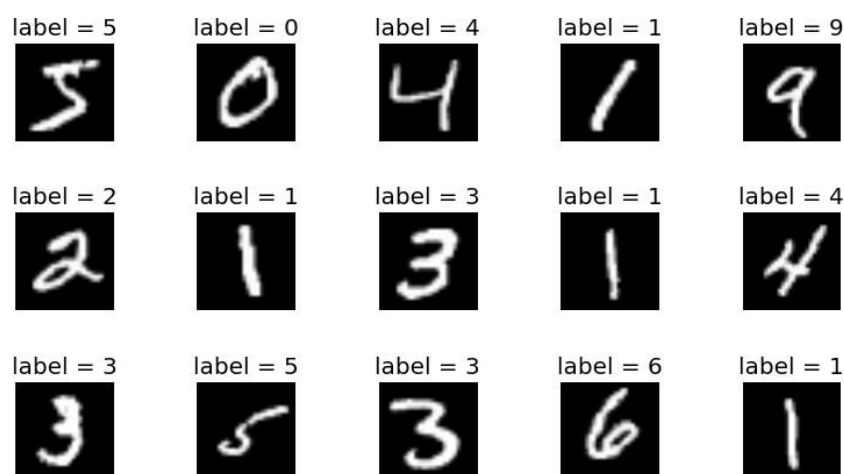 label = 5 label = 0 label = 4 label = 1 label = 9
5 0 4 1 9
label = 2 label = 1 label = 3 label = 1 label = 4
2 1 3 1 4
label = 3 label = 5 label = 3 label = 6 label = 1
3 5 3 6 1